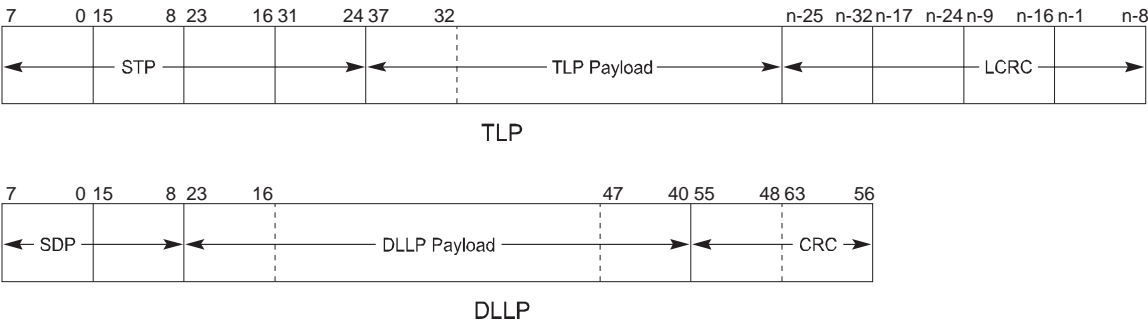 7 0 15 8 23 16 31 24 37 32 n-25 n-32 n-17 n-24 n-9 n-16 n-1 n-8
STP TLP Payload LCRC
TLP
7 0 15 8 23 16 47 40 55 48 63 56
SDP DLLP Payload CRC
DLLP